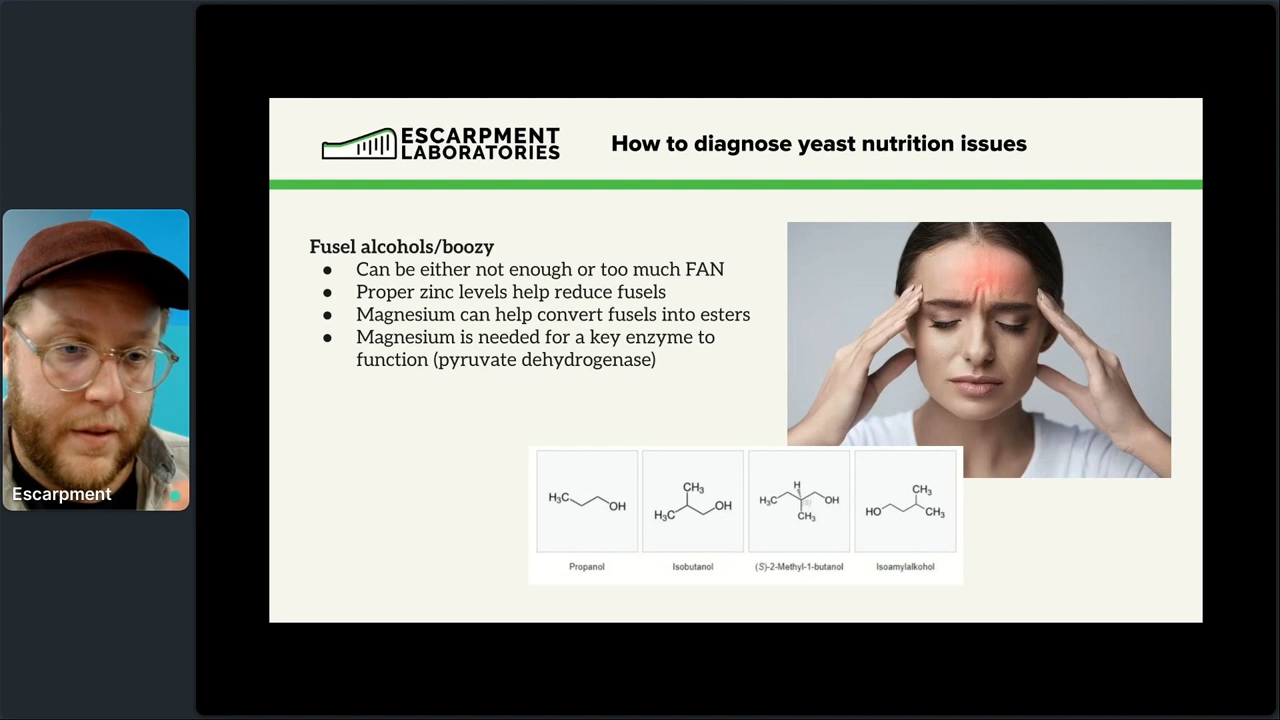 ESCARPMENT
LABORATORIES
How to diagnose yeast nutrition issues
Fusel alcohols/boozy
● Can be either not enough or too much FAN
● Proper zinc levels help reduce fusels
● Magnesium can help convert fusels into esters
● Magnesium is needed for a key enzyme to
function (pyruvate dehydrogenase)
H₃C OH
Propanol
CH₃
H₃C OH
Isobutanol
H
H₃C OH
CH₃
(S)-2-Methyl-1-butanol
CH₃
HO CH₃
Isoamylalkohol
Escarpment